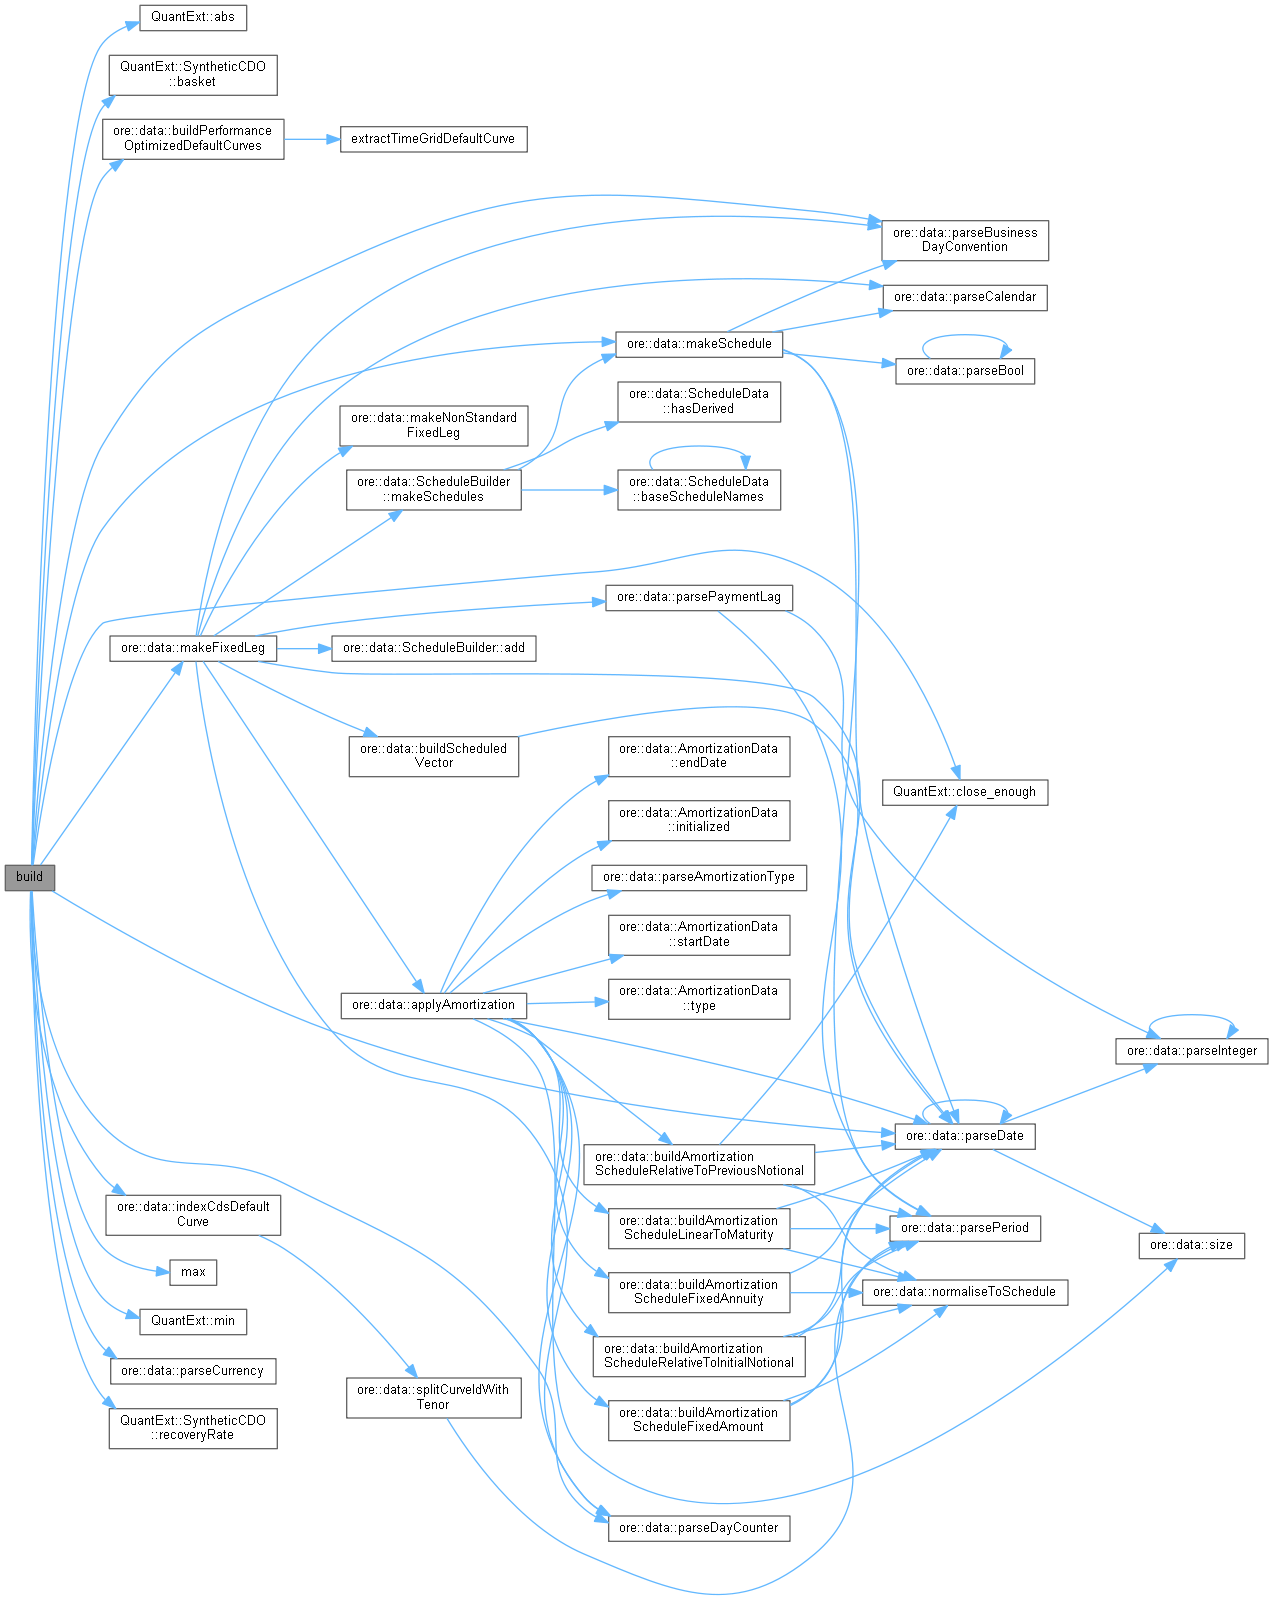 QuantExt::abs
QuantExt::SyntheticCDO
::basket
ore::data::buildPerformance
OptimizedDefaultCurves
extractTimeGridDefaultCurve
ore::data::parseBusiness
DayConvention
ore::data::parseCalendar
ore::data::makeSchedule
ore::data::parseBool
ore::data::ScheduleData
::hasDerived
ore::data::makeNonStandard
FixedLeg
ore::data::ScheduleBuilder
::makeSchedules
ore::data::ScheduleData
::baseScheduleNames
ore::data::parsePaymentLag
ore::data::makeFixedLeg
ore::data::ScheduleBuilder::add
ore::data::buildScheduled
Vector
ore::data::AmortizationData
::endDate
QuantExt::close_enough
ore::data::AmortizationData
::initialized
build
ore::data::parseAmortizationType
ore::data::AmortizationData
::startDate
ore::data::applyAmortization
ore::data::AmortizationData
::type
ore::data::parseInteger
ore::data::parseDate
ore::data::buildAmortization
ScheduleRelativeToPreviousNotional
ore::data::indexCdsDefault
Curve
ore::data::buildAmortization
ScheduleLinearToMaturity
ore::data::parsePeriod
ore::data::size
max
ore::data::buildAmortization
ScheduleFixedAnnuity
ore::data::normaliseToSchedule
QuantExt::min
ore::data::buildAmortization
ScheduleRelativeToInitialNotional
ore::data::parseCurrency
ore::data::splitCurveIdWith
Tenor
ore::data::buildAmortization
ScheduleFixedAmount
QuantExt::SyntheticCDO
::recoveryRate
ore::data::parseDayCounter